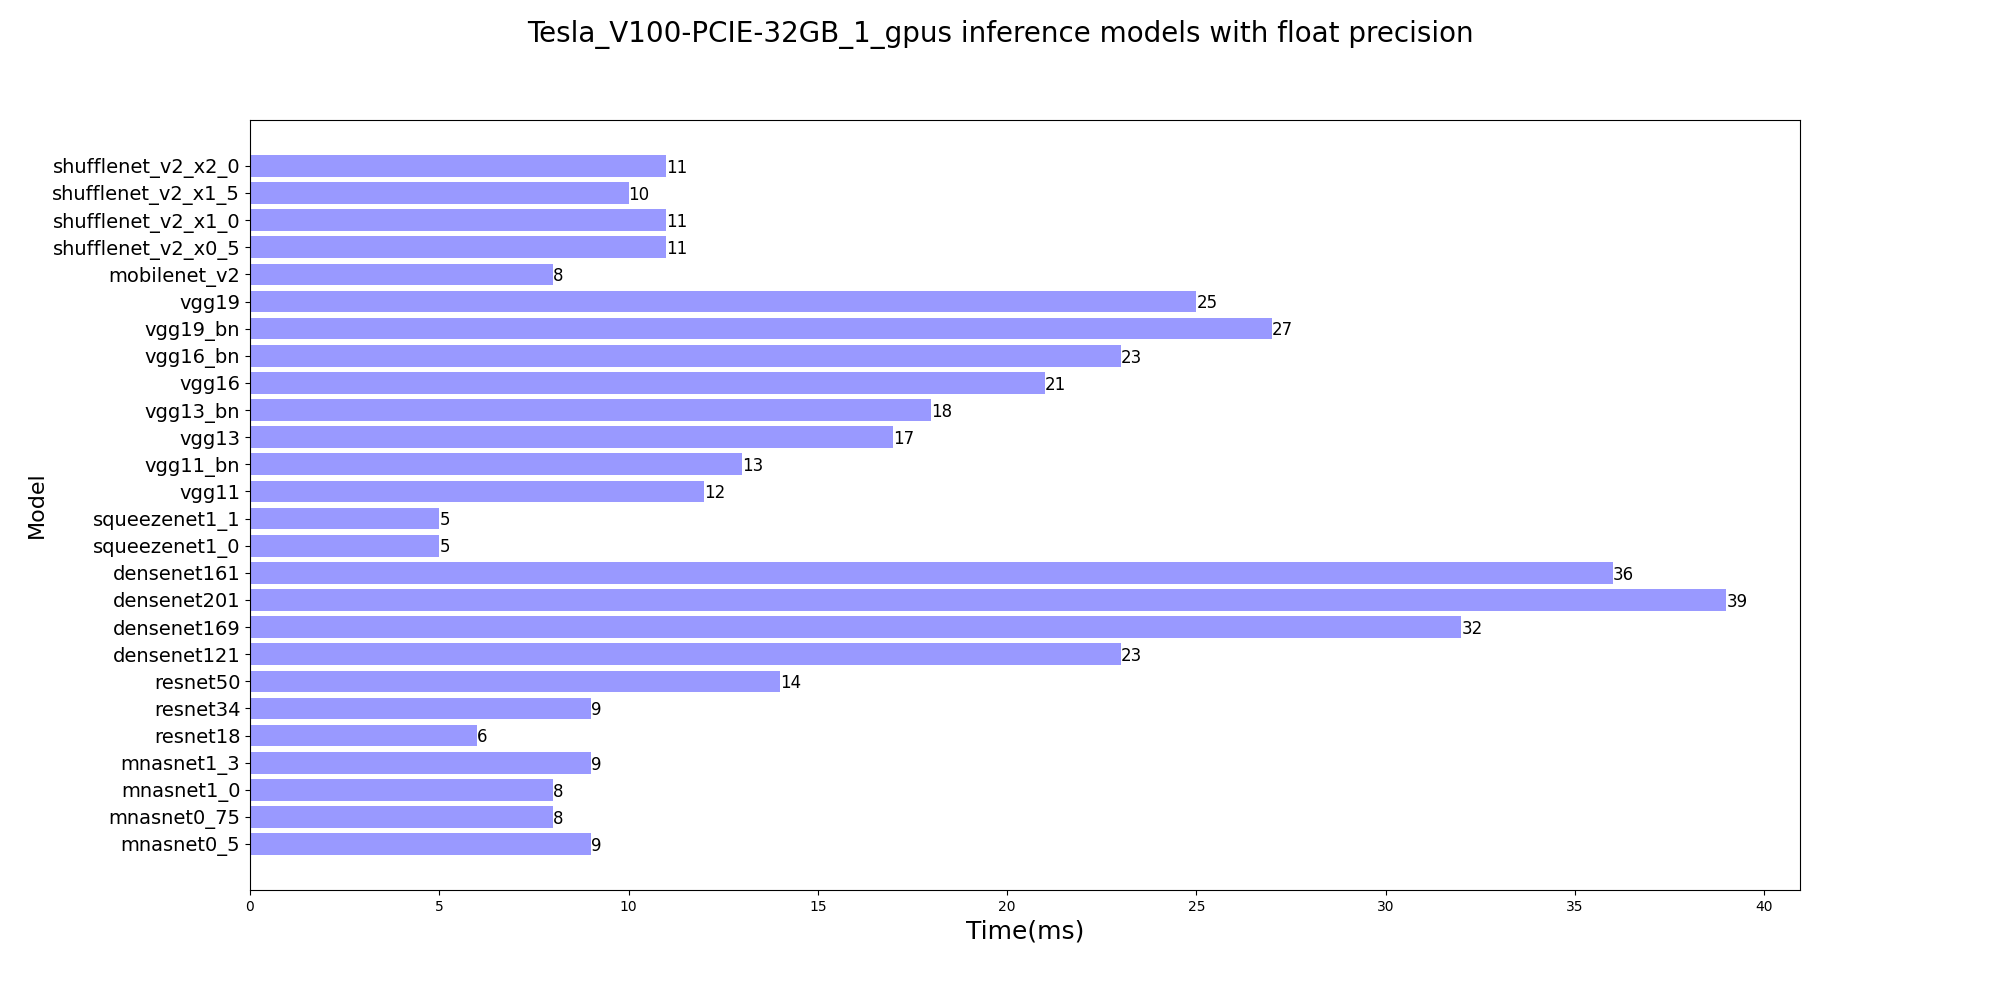 Tesla_V100-PCIE-32GB_1_gpus inference models with float precision
shufflenet_v2_x2_0 11
shufflenet_v2_x1_5 10
shufflenet_v2_x1_0 11
shufflenet_v2_x0_5 11
mobilenet_v2 8
vgg19 25
vgg19_bn 27
vgg16_bn 23
vgg16 21
vgg13_bn 18
vgg13 17
vgg11_bn 13
vgg11 12
squeezenet1_1 5
squeezenet1_0 5
densenet161 36
densenet201 39
densenet169 32
densenet121 23
resnet50 14
resnet34 9
resnet18 6
mnasnet1_3 9
mnasnet1_0 8
mnasnet0_75 8
mnasnet0_5 9
Model
0 5 10 15 20 25 30 35 40
Time(ms)